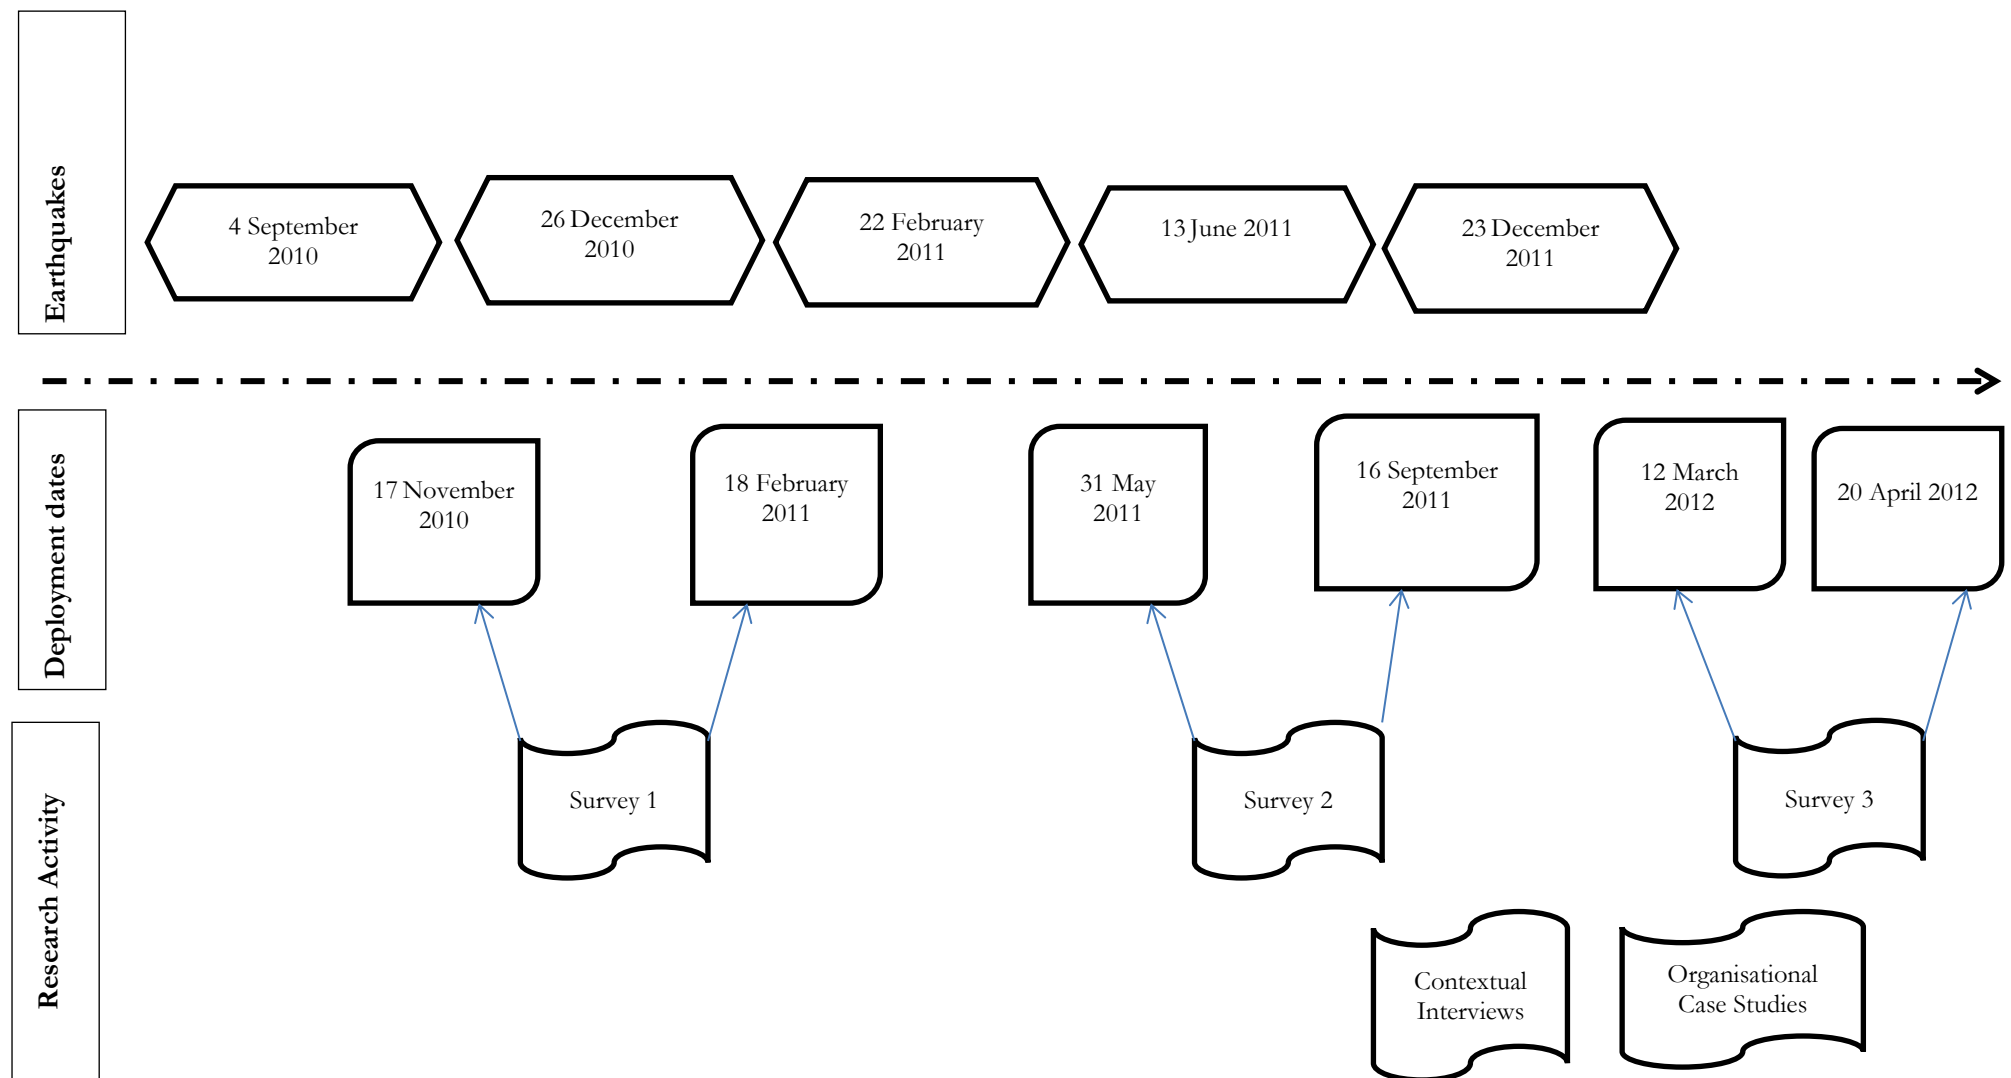 Earthquakes
4 September
2010
26 December
2010
22 February
2011
13 June 2011
23 December
2011
Deployment dates
17 November
2010
18 February
2011
31 May
2011
16 September
2011
12 March
2012
20 April 2012
Research Activity
Survey 1
Survey 2
Survey 3
Contextual
Interviews
Organisational
Case Studies